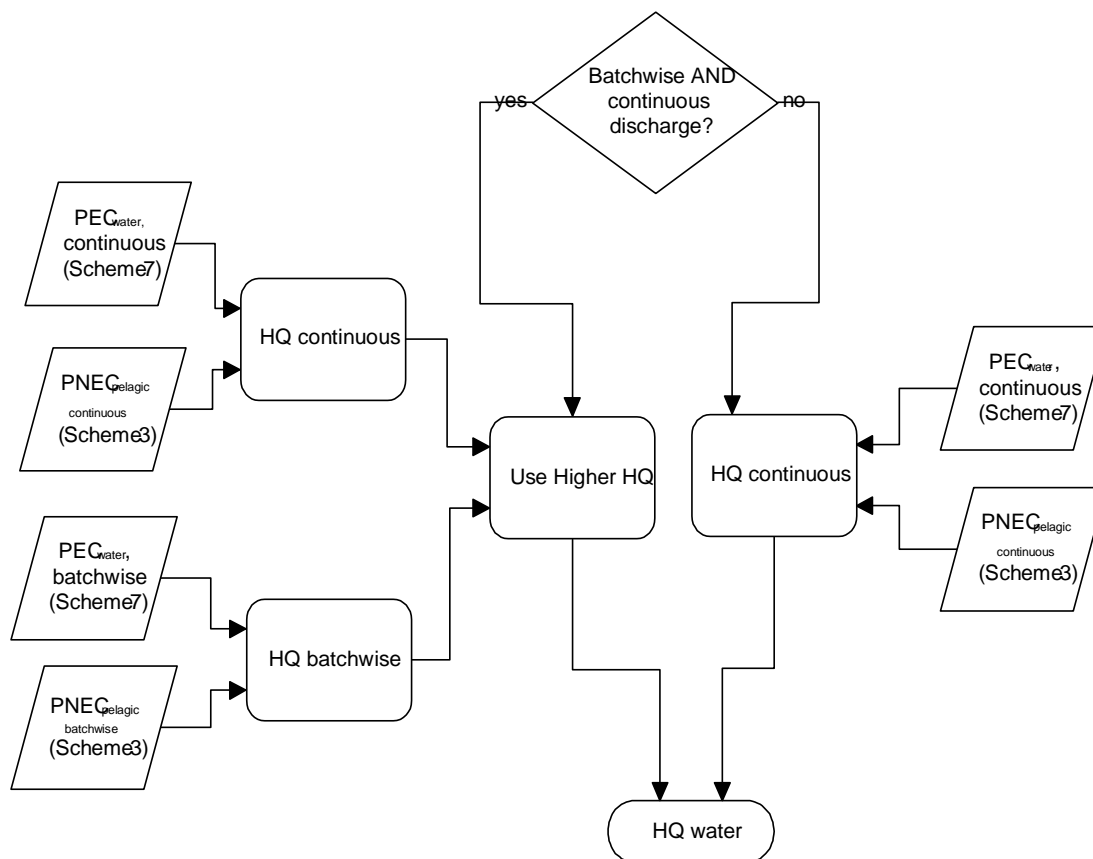 Batchwise AND
continuous
discharge?
yes
no
PECwater,
continuous
(Scheme7)
HQ continuous
PNECpelagic
continuous
(Scheme3)
PECwater,
batchwise
(Scheme7)
HQ batchwise
PNECpelagic
batchwise
(Scheme3)
Use Higher HQ
HQ continuous
PECwater,
continuous
(Scheme7)
PNECpelagic
continuous
(Scheme3)
HQ water